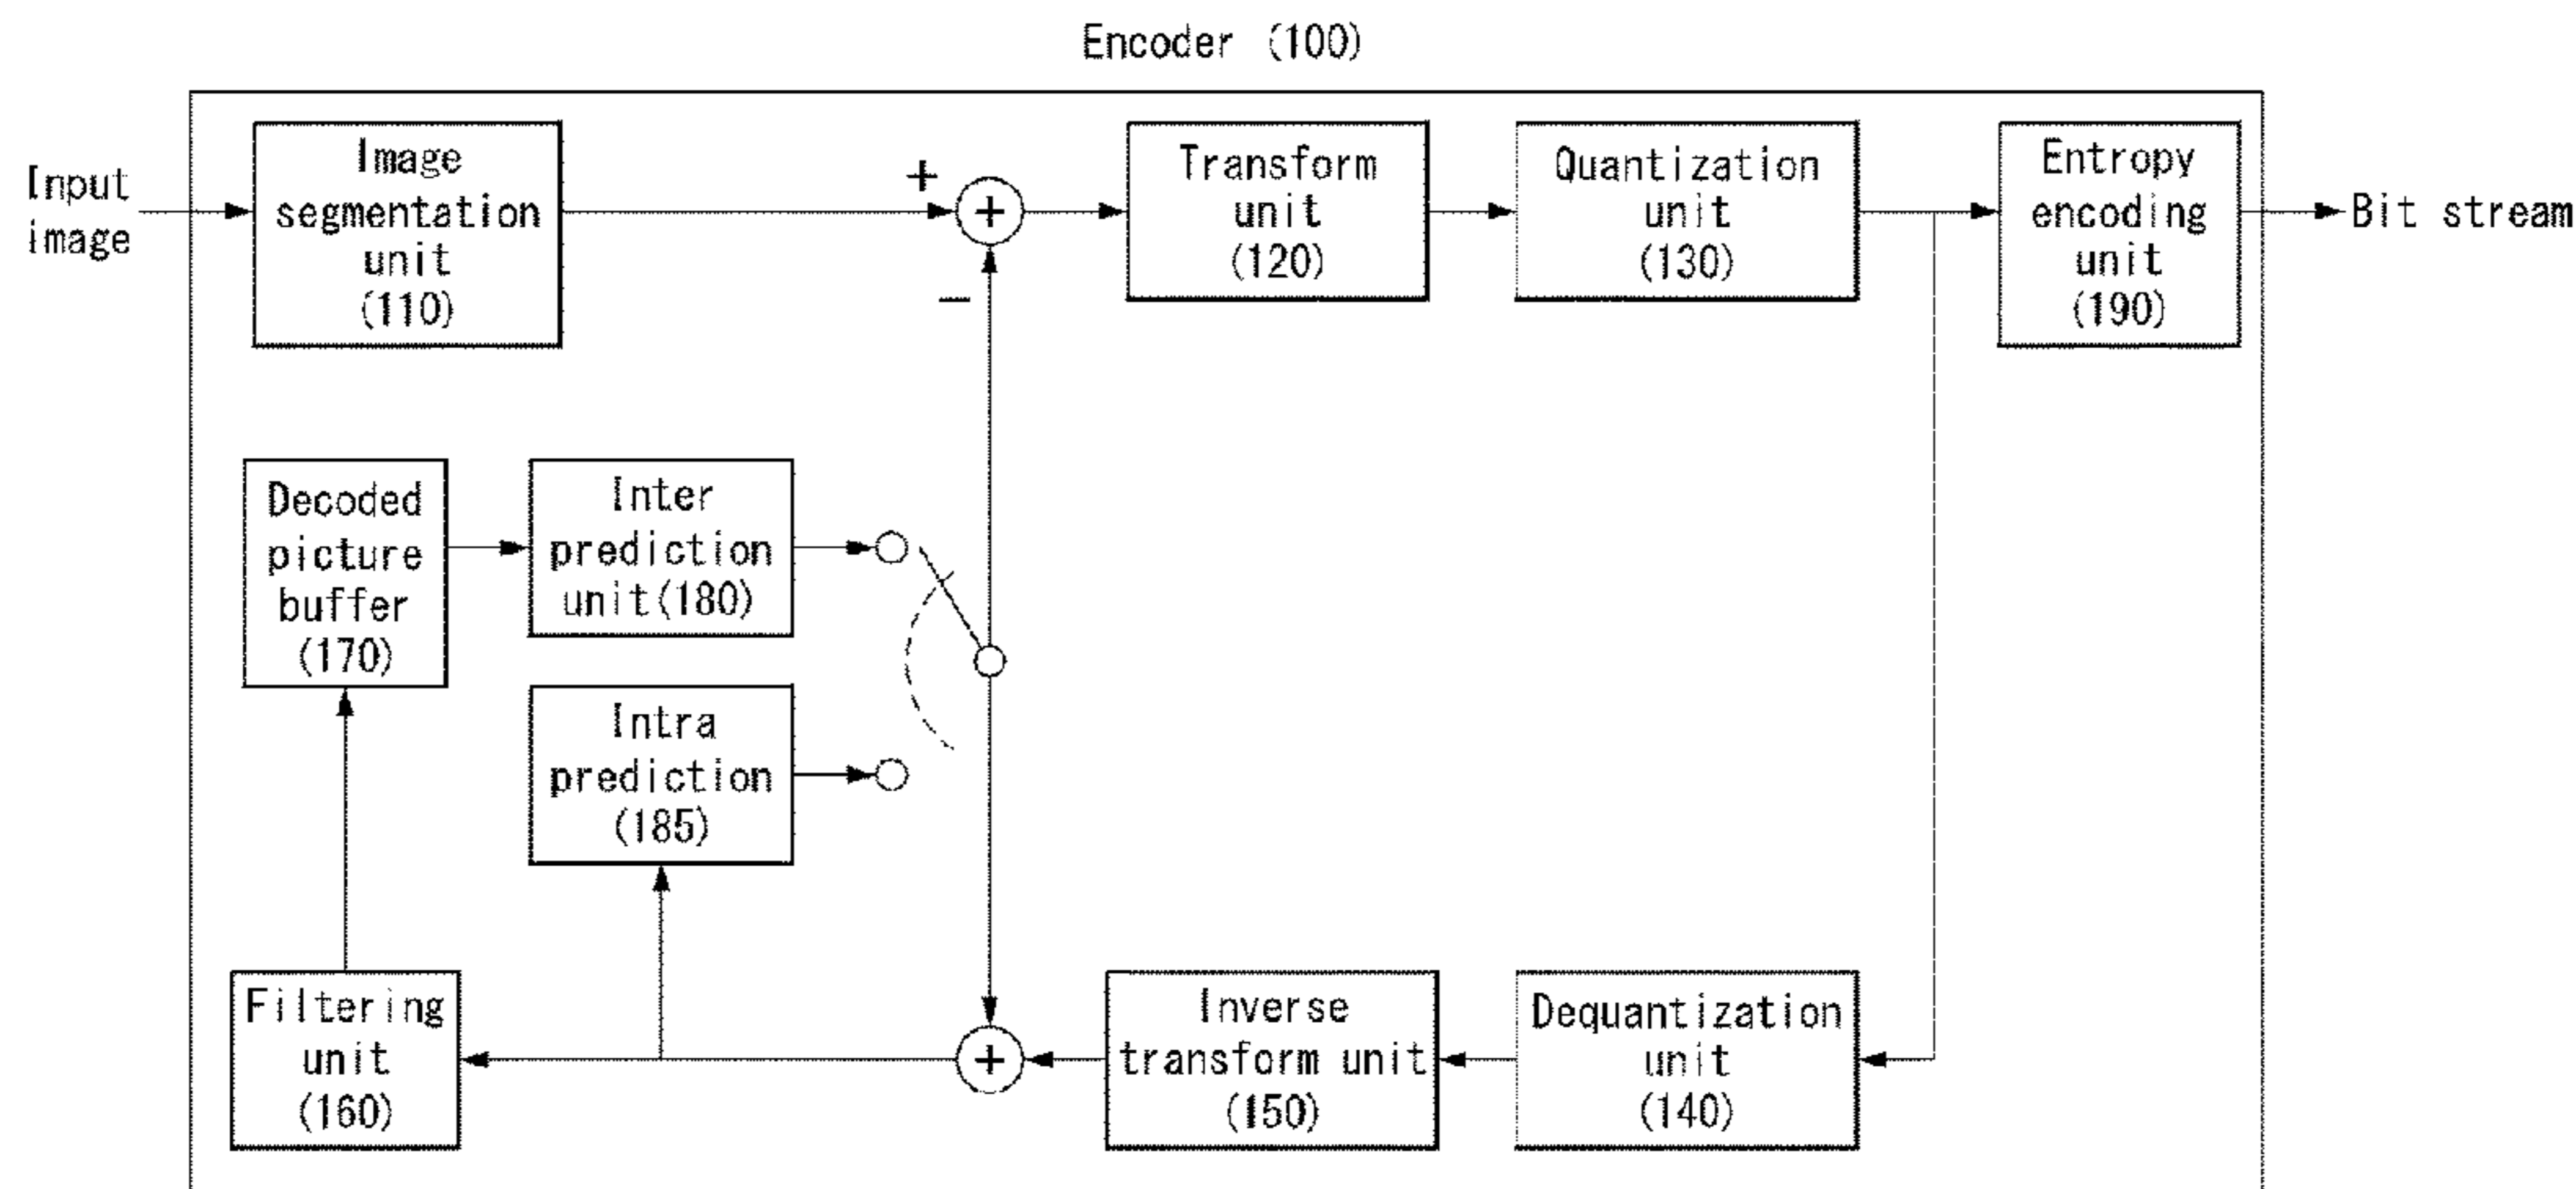 Encoder (100)
Input
image
Image
segmentation
unit
(110)
+
+
−
Transform
unit
(120)
Quantization
unit
(130)
Entropy
encoding
unit
(190)
Bit stream
Decoded
picture
buffer
(170)
Inter
prediction
unit(180)
Intra
prediction
(185)
Filtering
unit
(160)
+
Inverse
transform unit
(150)
Dequantization
unit
(140)